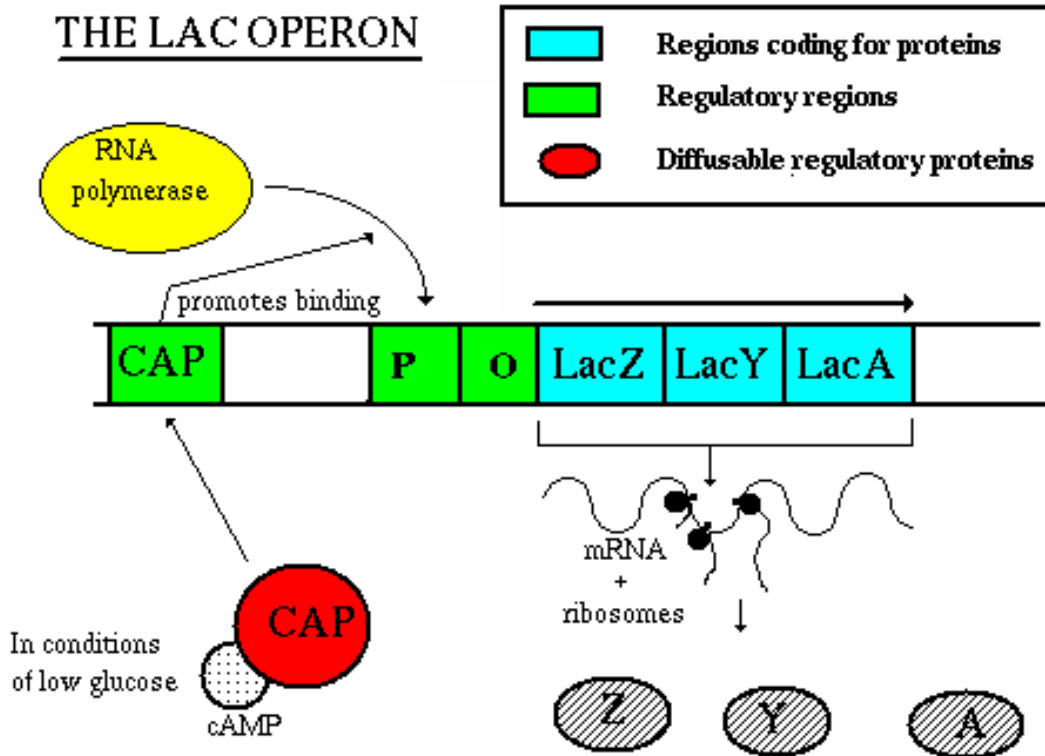 THE LAC OPERON
Regions coding for proteins
Regulatory regions
Diffusable regulatory proteins
RNA
polymerase
promotes binding
CAP
P
O
LacZ
LacY
LacA
mRNA
+
ribosomes
CAP
In conditions
of low glucose
cAMP
Z
Y
A